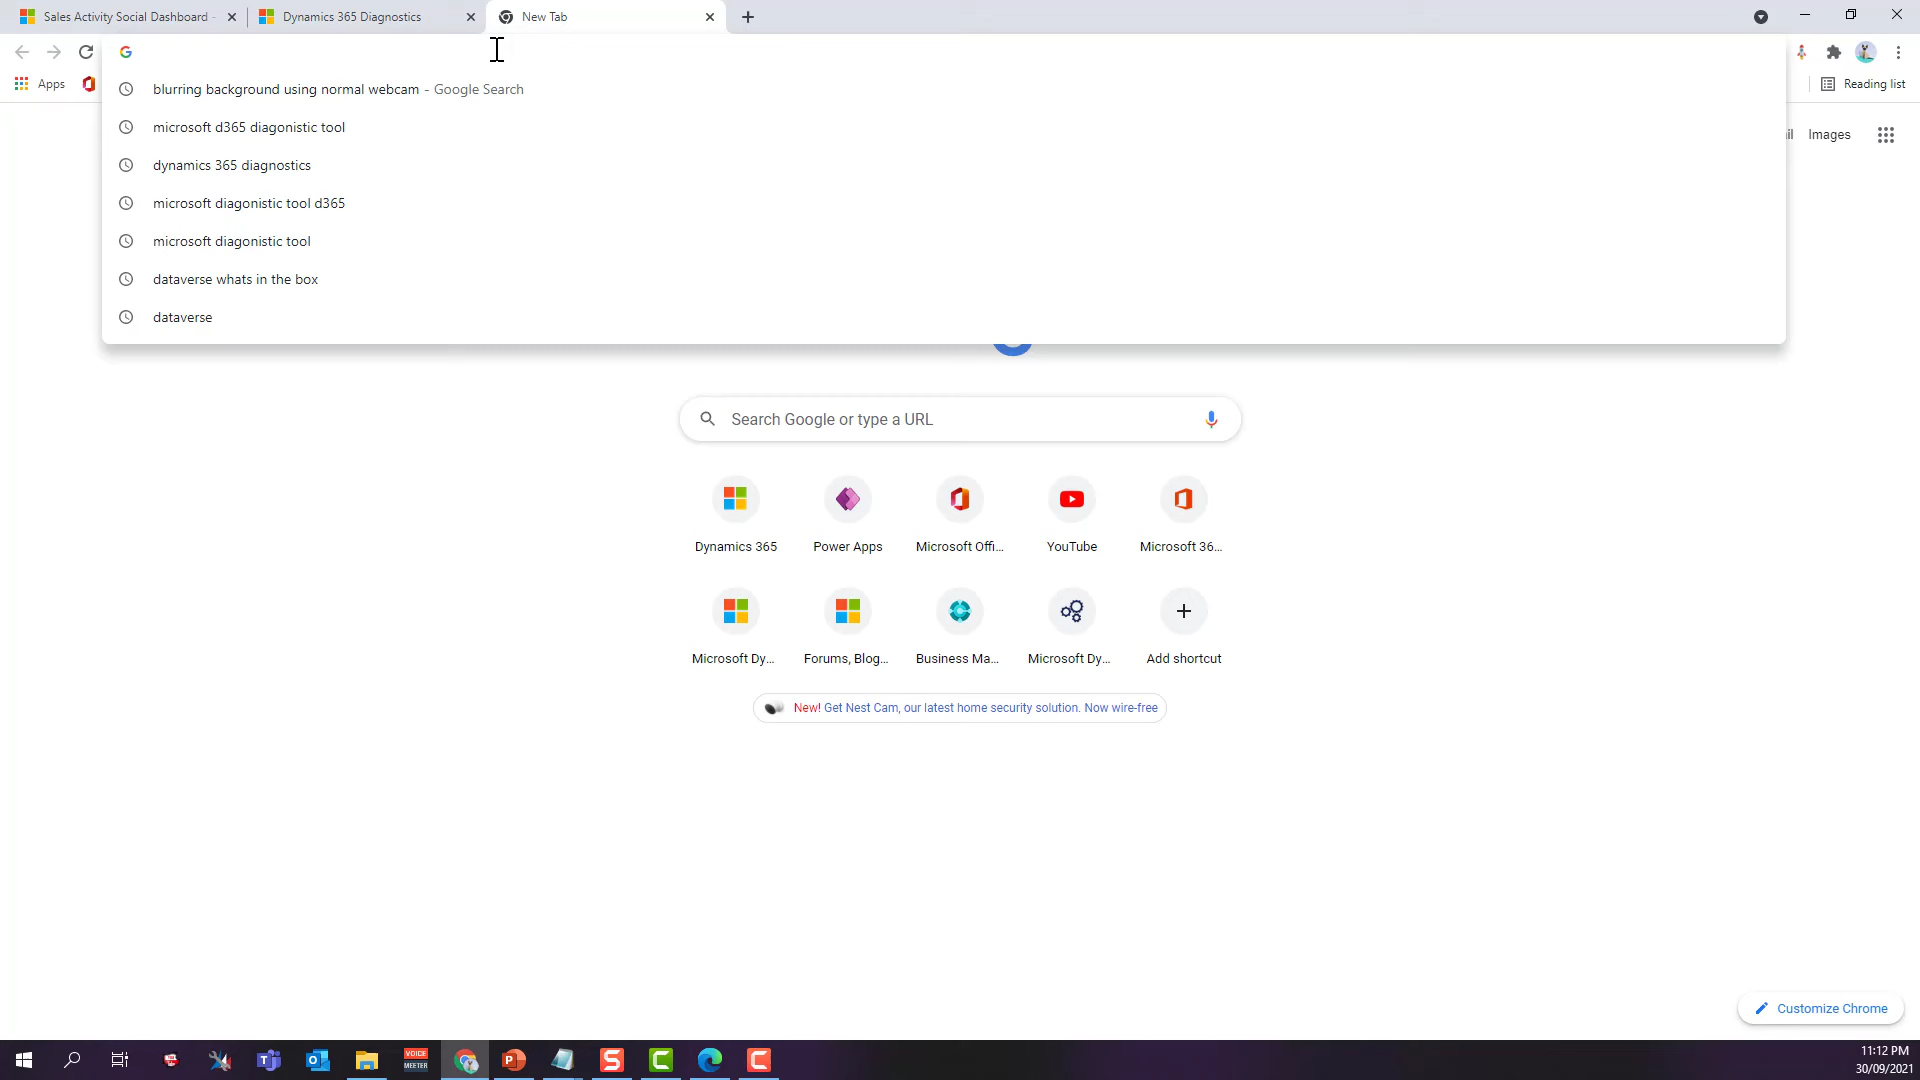 Sales Activity Social Dashboard -
Dynamics 365 Diagnostics
New Tab
Apps
Reading list
blurring background using normal webcam - Google Search
microsoft d365 diagonistic tool
dynamics 365 diagnostics
microsoft diagonistic tool d365
microsoft diagonistic tool
dataverse whats in the box
dataverse
il Images
Search Google or type a URL
Dynamics 365
Power Apps
Microsoft Offi...
YouTube
Microsoft 36...
Microsoft Dy...
Forums, Blog...
Business Ma...
Microsoft Dy...
Add shortcut
New! Get Nest Cam, our latest home security solution. Now wire-free
Customize Chrome
VOICE
MEETER
11:12 PM
30/09/2021